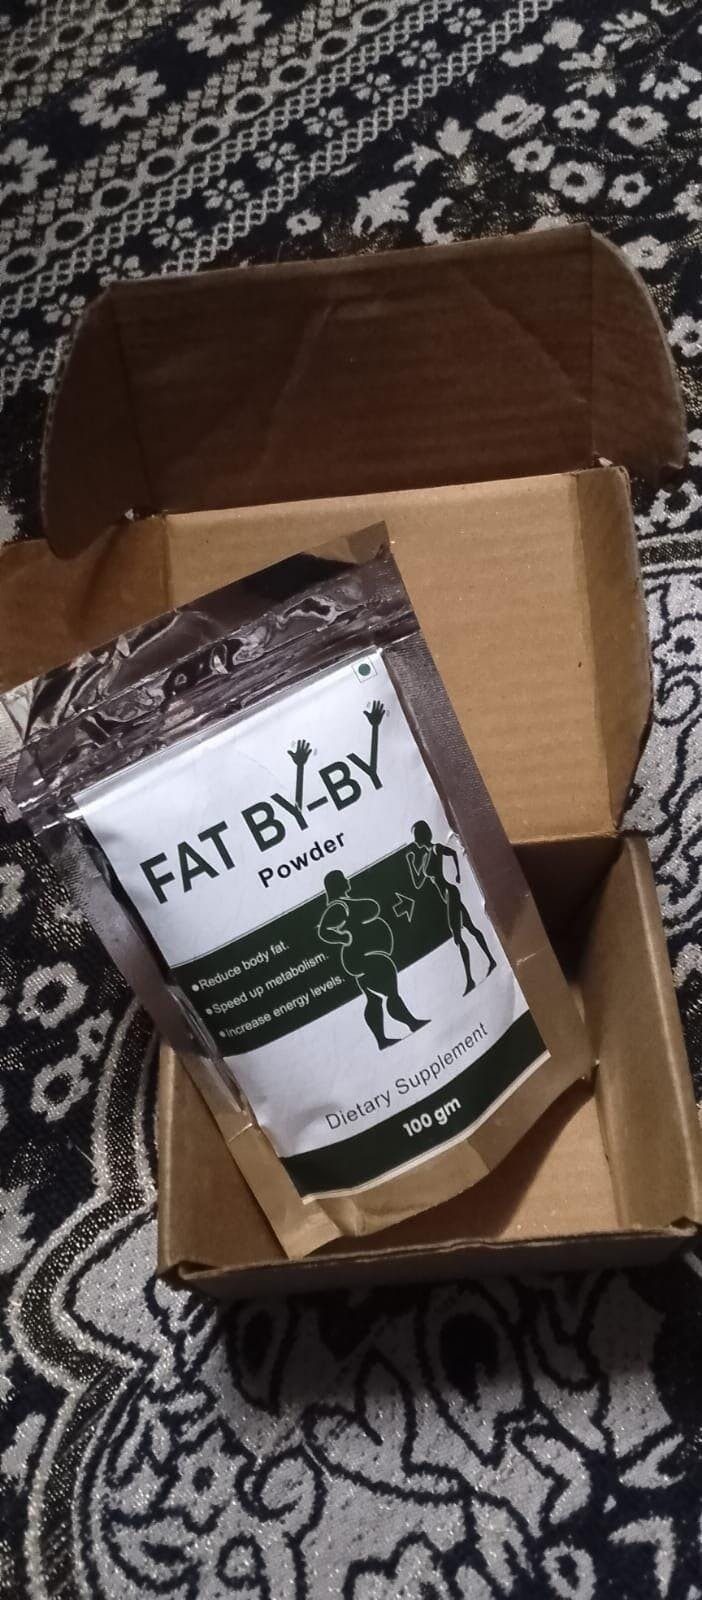 FAT BY-BY
Powder
•Reduce body fat.
•Speed up metabolism.
•Increase energy levels.
Dietary Supplement
100 gm